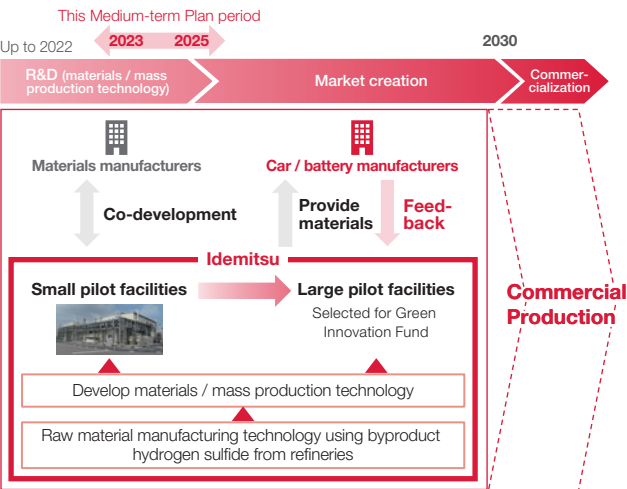 This Medium-term Plan period
Up to 2022
2023
2025
2030
R&D (materials / mass
production technology)
Market creation
Commer-
cialization
Materials manufacturers
Car / battery manufacturers
Co-development
Provide
materials
Feed-
back
Idemitsu
Small pilot facilities
Large pilot facilities
Selected for Green
Innovation Fund
Commercial
Production
Develop materials / mass production technology
Raw material manufacturing technology using byproduct
hydrogen sulfide from refineries